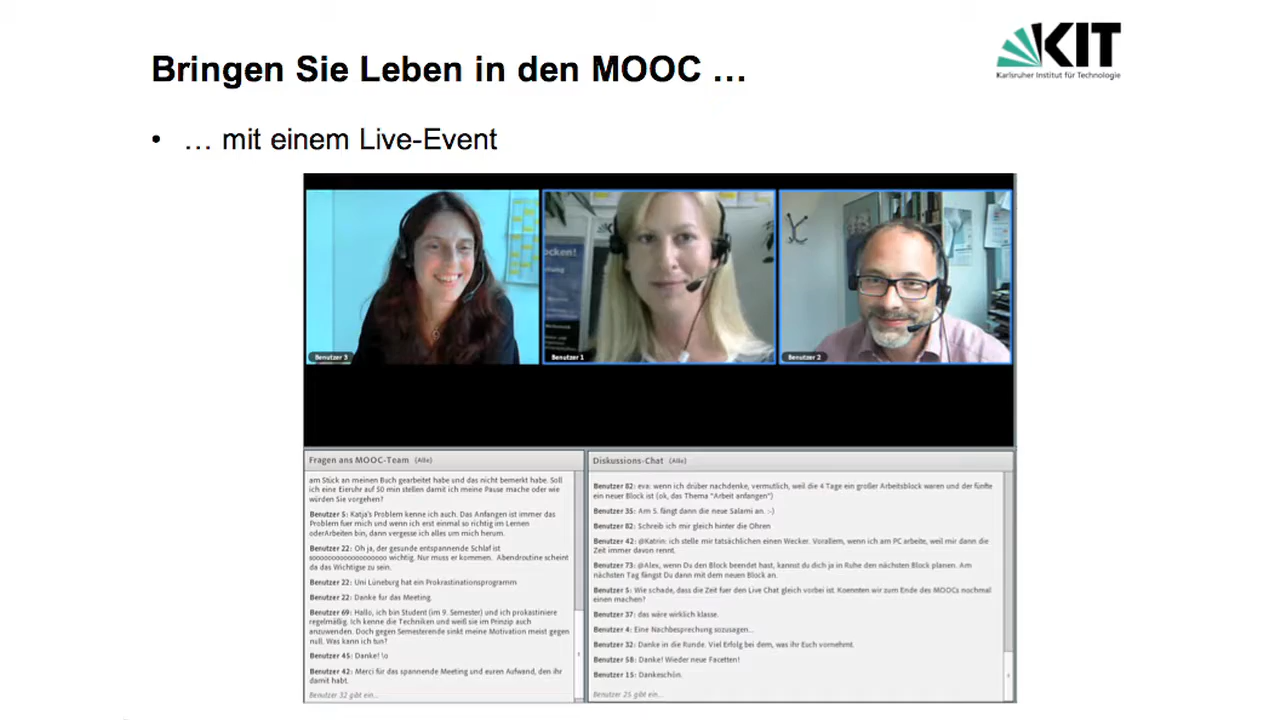 Bringen Sie Leben in den MOOC …
KIT
Karlsruher Institut für Technologie
• … mit einem Live-Event
ocken!
Benutzer 3
Benutzer 1
Benutzer 2
Fragen ans MOOC-Team (Alle)
am Stück an meinen Buch gearbeitet habe und das nicht bemerkt habe. Soll
ich eine Eieruhr auf 50 min stellen damit ich meine Pause mache oder wie
würden Sie vorgehen?
Benutzer 5: Katja's Problem kenne ich auch. Das Anfangen ist immer das
Problem fuer mich und wenn ich erst einmal so richtig im Lernen
oderArbeiten bin, dann vergesse ich alles um mich herum.
Benutzer 22: Oh ja, der gesunde entspannende Schlaf ist
soooooooooooooooooooo wichtig. Nur muss er kommen. Abendroutine scheint
da das Wichtigse zu sein.
Benutzer 22: Uni Lüneburg hat ein Prokrastinationsprogramm
Benutzer 22: Danke fur das Meeting.
Benutzer 69: Hallo, ich bin Student (im 9. Semester) und ich prokastiniere
regelmäßig. Ich kenne die Techniken und weiß sie im Prinzip auch
anzuwenden. Doch gegen Semesterende sinkt meine Motivation meist gegen
null. Was kann ich tun?
Benutzer 45: Danke! \o
Benutzer 42: Merci für das spannende Meeting und euren Aufwand, den ihr
damit habt.
Benutzer 32 gibt ein...
Diskussions-Chat (Alle)
Benutzer 82: eva: wenn ich drüber nachdenke, vermutlich, weil die 4 Tage ein großer Arbeitsblock waren und der fünfte
ein neuer Block ist (ok, das Thema "Arbeit anfangen")
Benutzer 35: Am 5. fängt dann die neue Salami an. :-)
Benutzer 82: Schreib ich mir gleich hinter die Ohren
Benutzer 42: @Katrin: ich stelle mir tatsächlichen einen Wecker. Vorallem, wenn ich am PC arbeite, weil mir dann die
Zeit immer davon rennt.
Benutzer 73: @Alex, wenn Du den Block beendet hast, kannst du dich ja in Ruhe den nächsten Block planen. Am
nächsten Tag fängst Du dann mit dem neuen Block an.
Benutzer 5: Wie schade, dass die Zeit fuer den Live Chat gleich vorbei ist. Koennten wir zum Ende des MOOCs nochmal
einen machen?
Benutzer 37: das wäre wirklich klasse.
Benutzer 4: Eine Nachbesprechung sozusagen...
Benutzer 32: Danke in die Runde. Viel Erfolg bei dem, was ihr Euch vornehmt.
Benutzer 58: Danke! Wieder neue Facetten!
Benutzer 15: Dankeschön.
Benutzer 25 gibt ein...